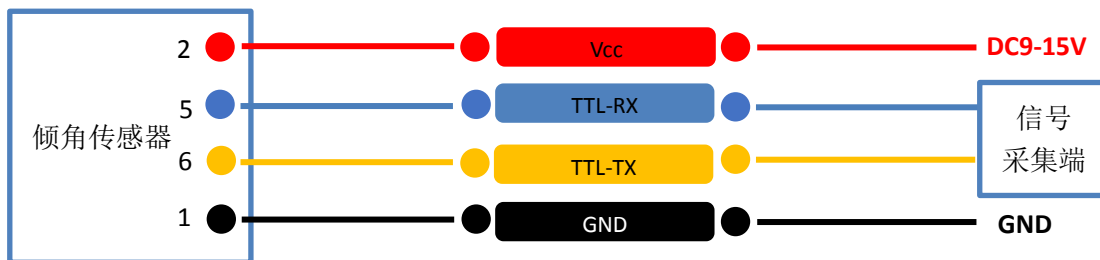 2 Vcc DC9-15V
5 TTL-RX 信号
倾角传感器
6 TTL-TX 采集端
1 GND GND